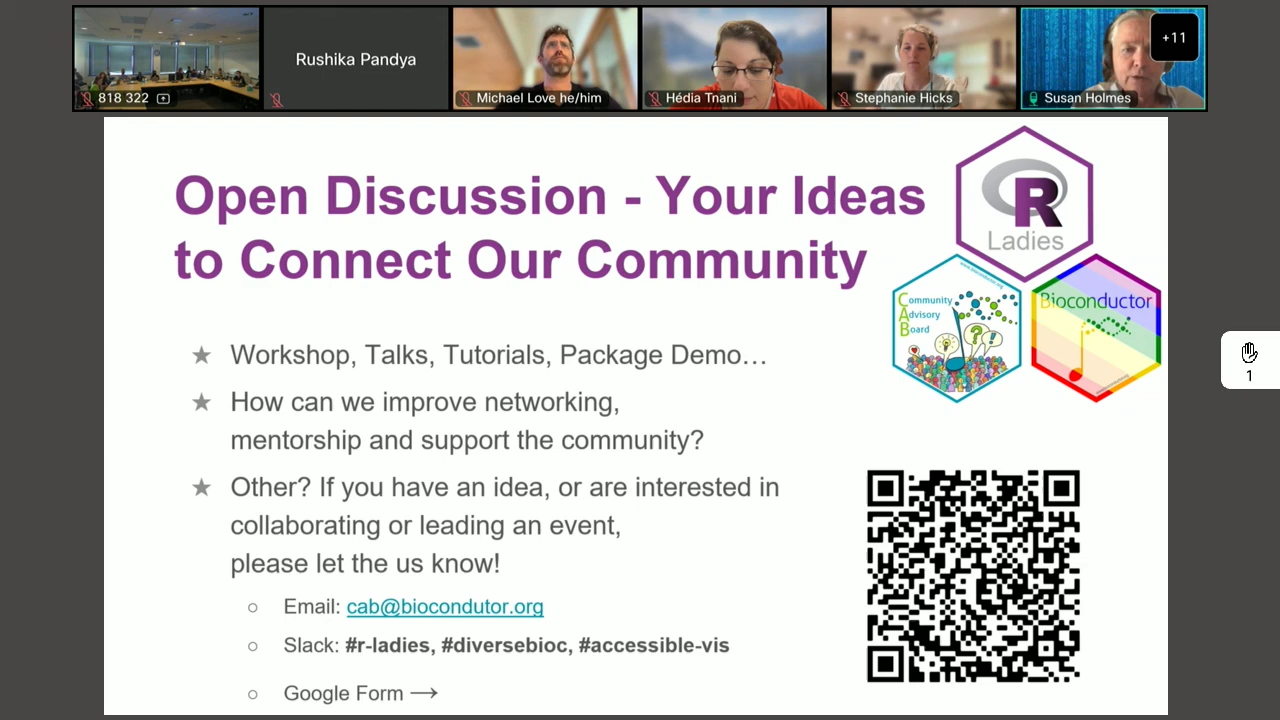 818 322
Rushika Pandya
Michael Love he/him
Hédia Tnani
Stephanie Hicks
Susan Holmes
+11
Open Discussion - Your Ideas
to Connect Our Community
R
Ladies
www.bioconductor.org
Community
Advisory
Board
Bioconductor
★ Workshop, Talks, Tutorials, Package Demo…
★ How can we improve networking,
mentorship and support the community?
★ Other? If you have an idea, or are interested in
collaborating or leading an event,
please let the us know!
○ Email: cab@biocondutor.org
○ Slack: #r-ladies, #diversebioc, #accessible-vis
○ Google Form →
1